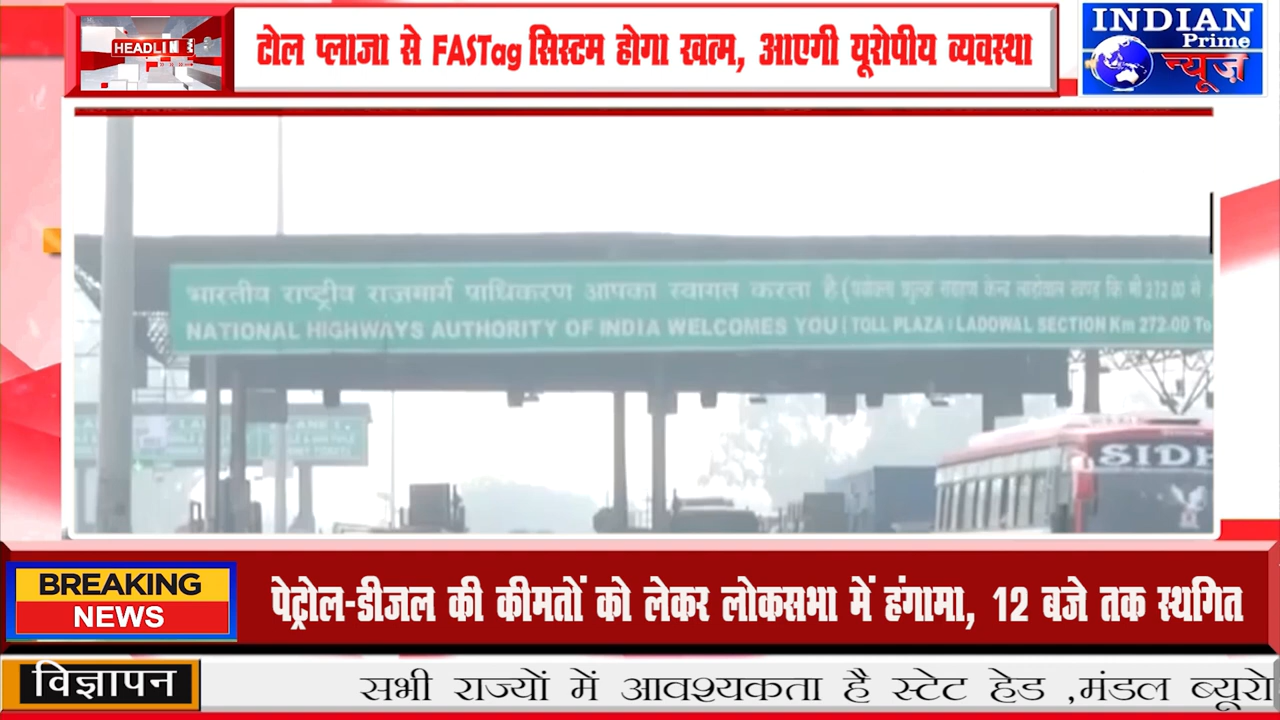 HEADLIN
टोल प्लाजा से FASTag सिस्टम होगा खत्म, आएगी यूरोपीय व्यवस्था
INDIAN
Prime
न्यूज़
भारतीय राष्ट्रीय राजमार्ग प्राधिकरण आपका स्वागत करता है
NATIONAL HIGHWAYS AUTHORITY OF INDIA WELCOMES YOU ( TOLL PLAZA ) LADOWAL SECTION Km 272.00 To
SIDH
BREAKING
NEWS
पेट्रोल-डीजल की कीमतों को लेकर लोकसभा में हंगामा, 12 बजे तक स्थगित
विज्ञापन
सभी राज्यों में आवश्यकता है स्टेट हेड ,मंडल ब्यूरो